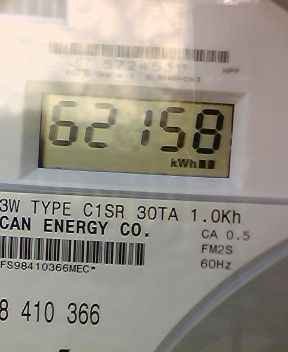 62158
kWh
3W TYPE C1SR 30TA 1.0Kh
CAN ENERGY CO.
CA 0.5
FM2S
60Hz
FS98410366MEC*
8 410 366